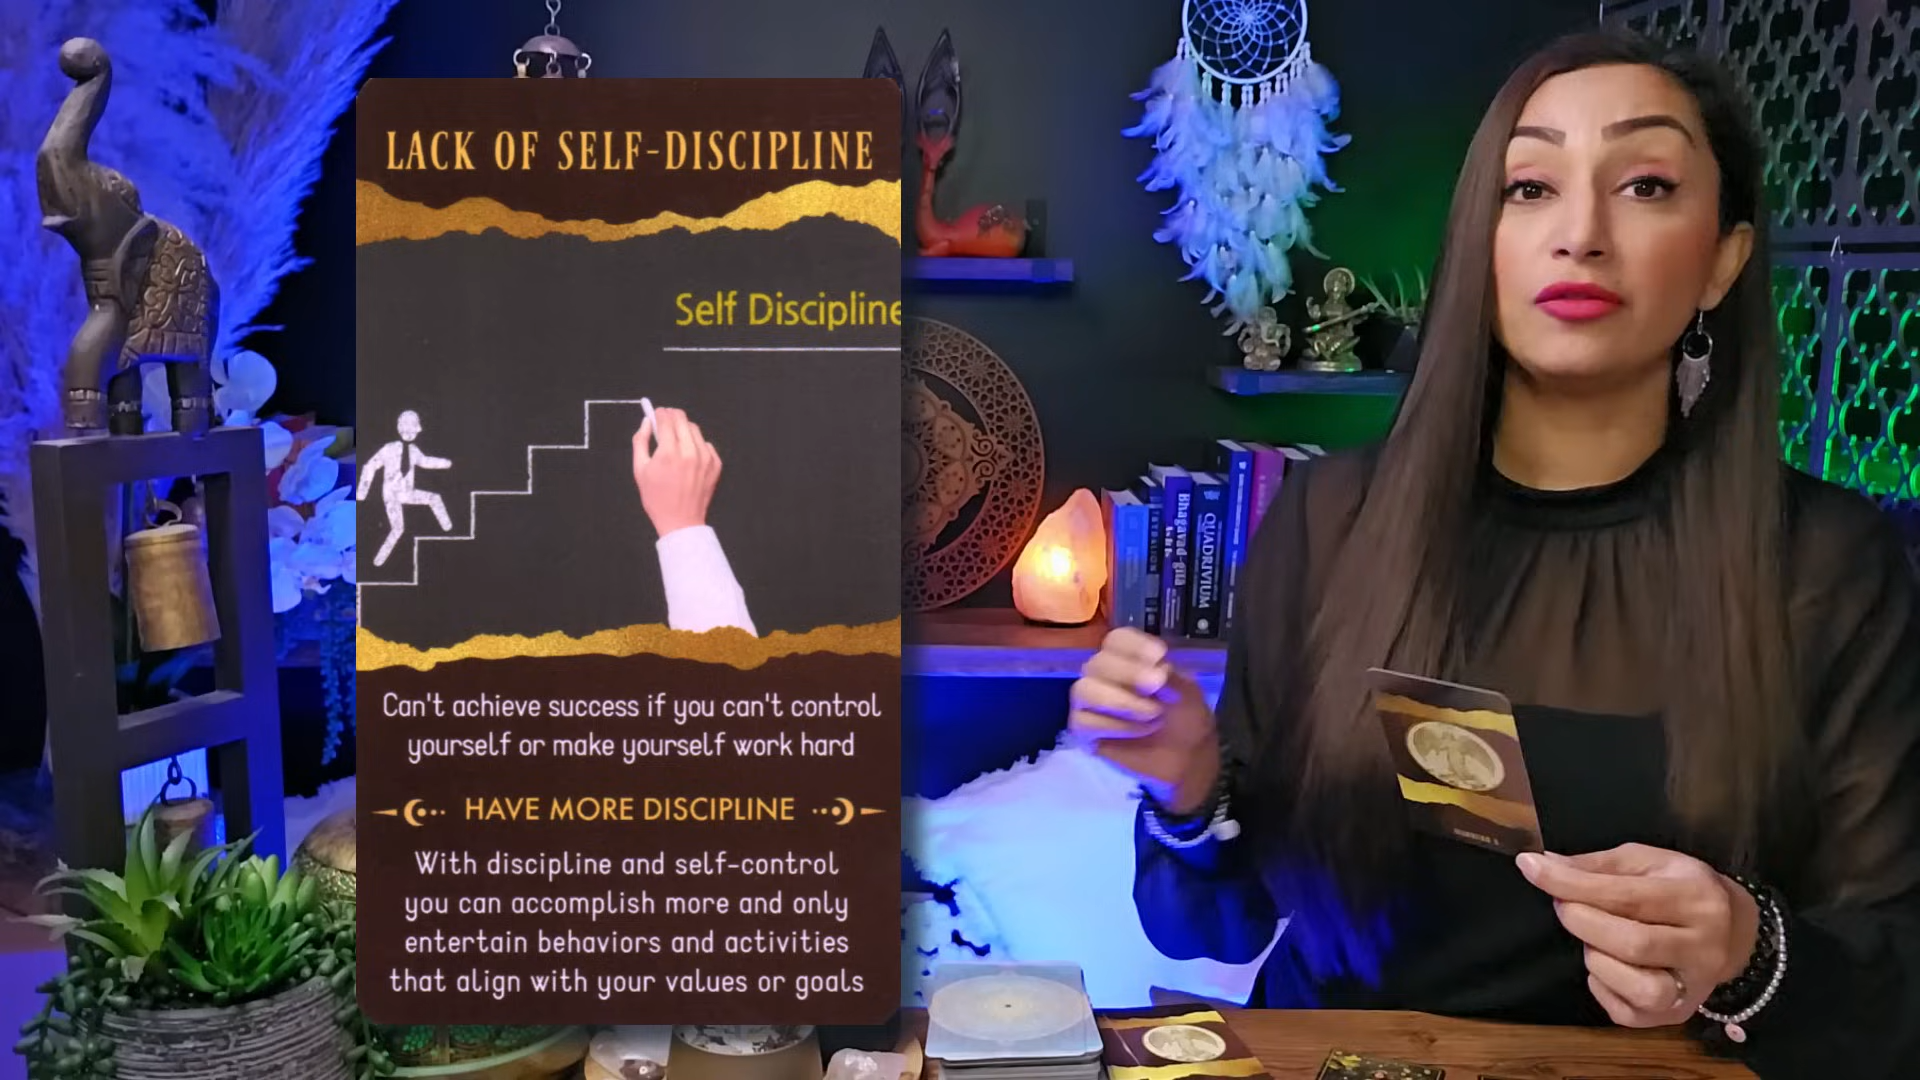 LACK OF SELF-DISCIPLINE
Self Discipline
Can't achieve success if you can't control
yourself or make yourself work hard
HAVE MORE DISCIPLINE
With discipline and self-control
you can accomplish more and only
entertain behaviors and activities
that align with your values or goals
Bhagavad-gita
QUADRIVIUM